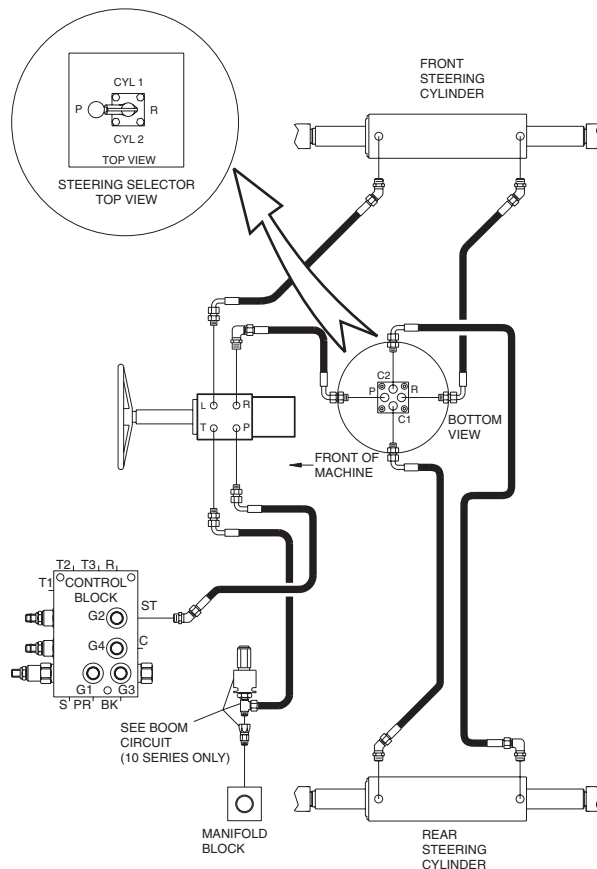 CYL 1
P
R
CYL 2
TOP VIEW
STEERING SELECTOR
TOP VIEW
FRONT
STEERING
CYLINDER
L
R
T
P
C2
P
R
C1
BOTTOM
VIEW
FRONT OF
MACHINE
T2
T3
R
T1
CONTROL
BLOCK
ST
G2
G4
C
G1
G3
S
PR
BK
SEE BOOM
CIRCUIT
(10 SERIES ONLY)
MANIFOLD
BLOCK
REAR
STEERING
CYLINDER